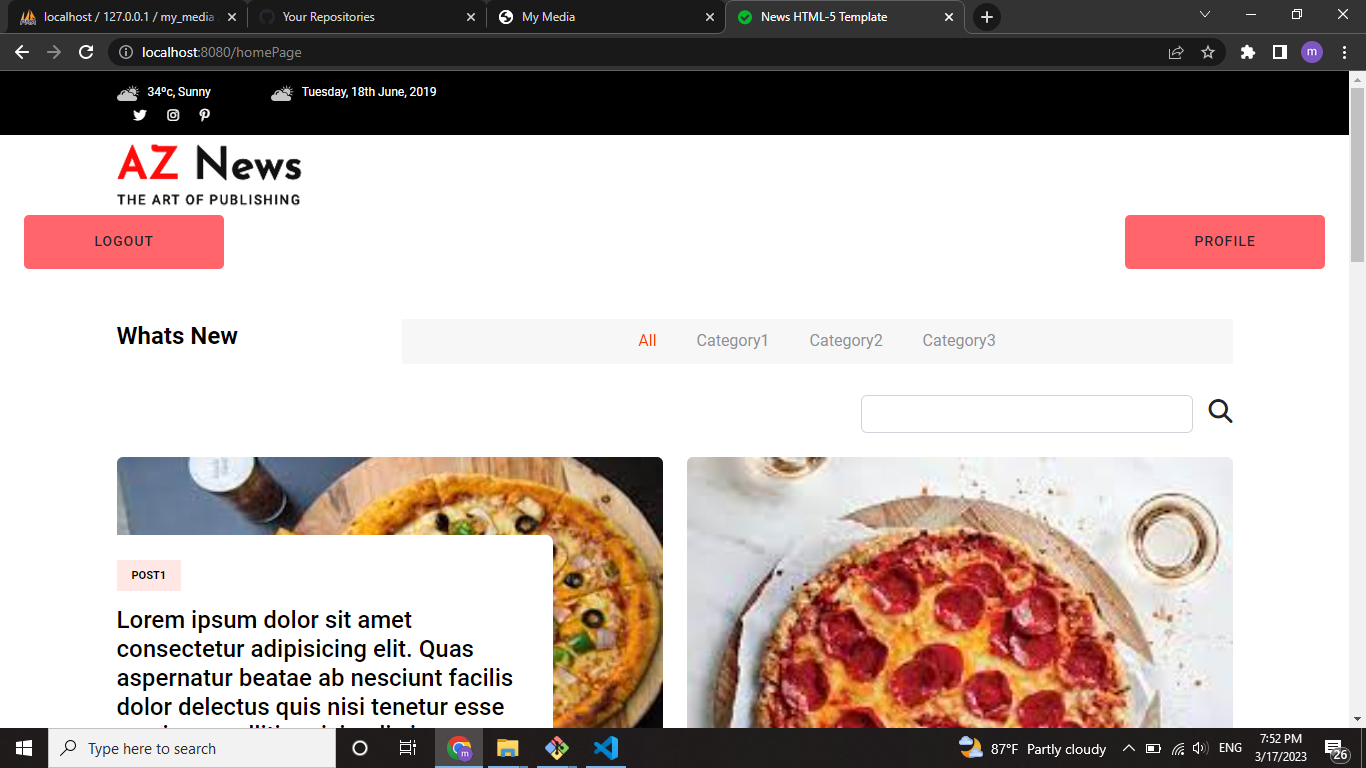 localhost / 127.0.0.1 / my_media
Your Repositories
My Media
News HTML-5 Template
localhost:8080/homePage
m
34ºc, Sunny
Tuesday, 18th June, 2019
AZ News
THE ART OF PUBLISHING
LOGOUT
PROFILE
Whats New
All
Category1
Category2
Category3
POST1
Lorem ipsum dolor sit amet
consectetur adipisicing elit. Quas
aspernatur beatae ab nesciunt facilis
dolor delectus quis nisi tenetur esse
Type here to search
m
87°F Partly cloudy
ENG
7:52 PM
3/17/2023
26